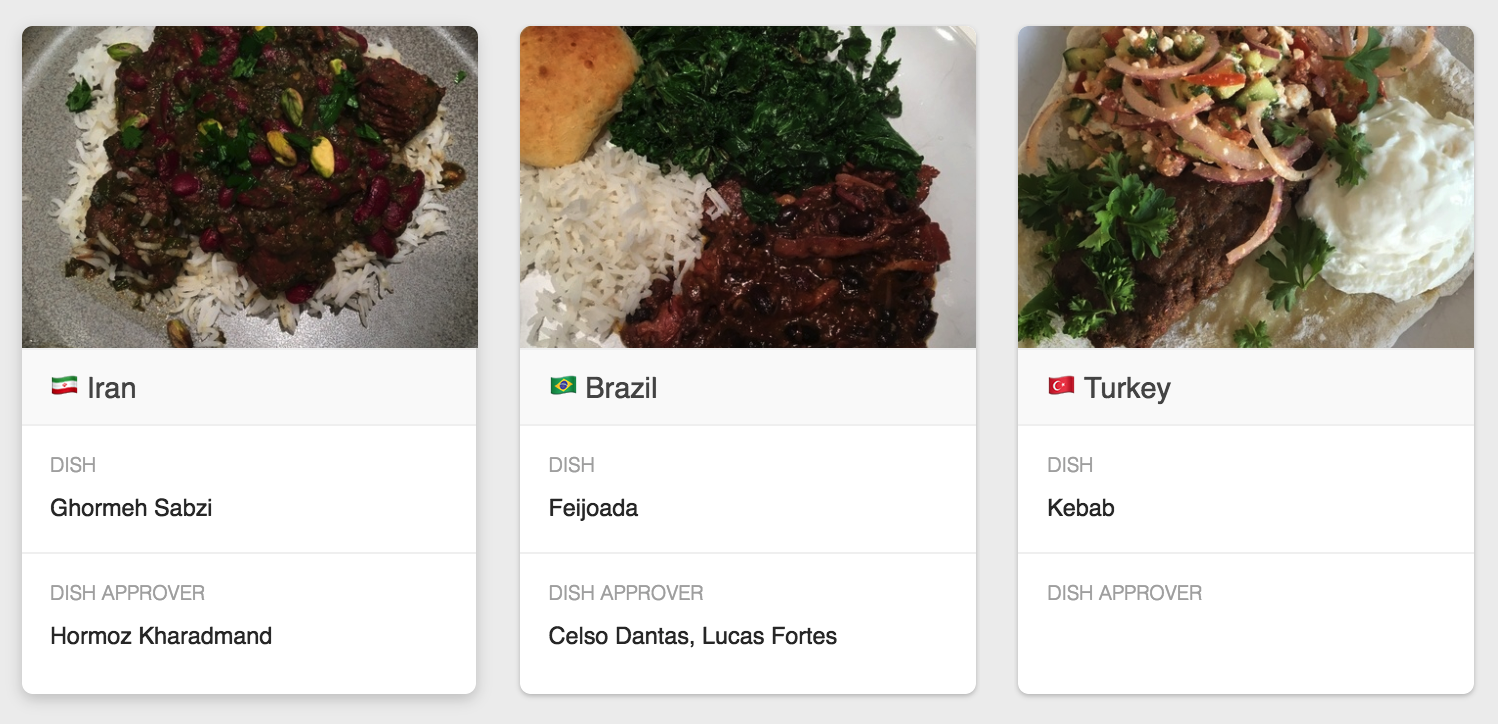 🇮🇷 Iran
DISH
Ghormeh Sabzi
DISH APPROVER
Hormoz Kharadmand
🇧🇷 Brazil
DISH
Feijoada
DISH APPROVER
Celso Dantas, Lucas Fortes
🇹🇷 Turkey
DISH
Kebab
DISH APPROVER